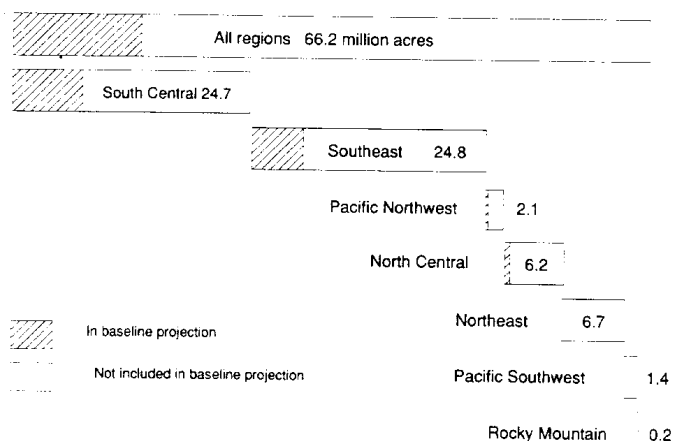 All regions 66.2 million acres
South Central 24.7
Southeast 24.8
Pacific Northwest 2.1
North Central 6.2
Northeast 6.7
In baseline projection
Not included in baseline projection
Pacific Southwest 1.4
Rocky Mountain 0.2